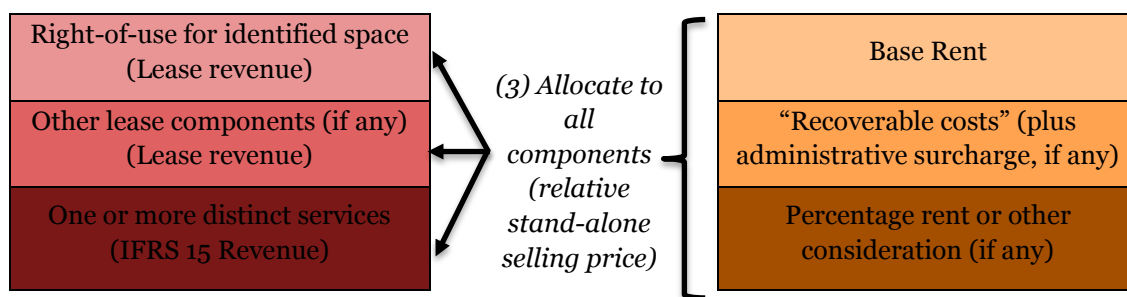 Right-of-use for identified space
(Lease revenue)
Other lease components (if any)
(Lease revenue)
One or more distinct services
(IFRS 15 Revenue)
(3) Allocate to
all
components
(relative
stand-alone
selling price)
Base Rent
“Recoverable costs” (plus
administrative surcharge, if any)
Percentage rent or other
consideration (if any)